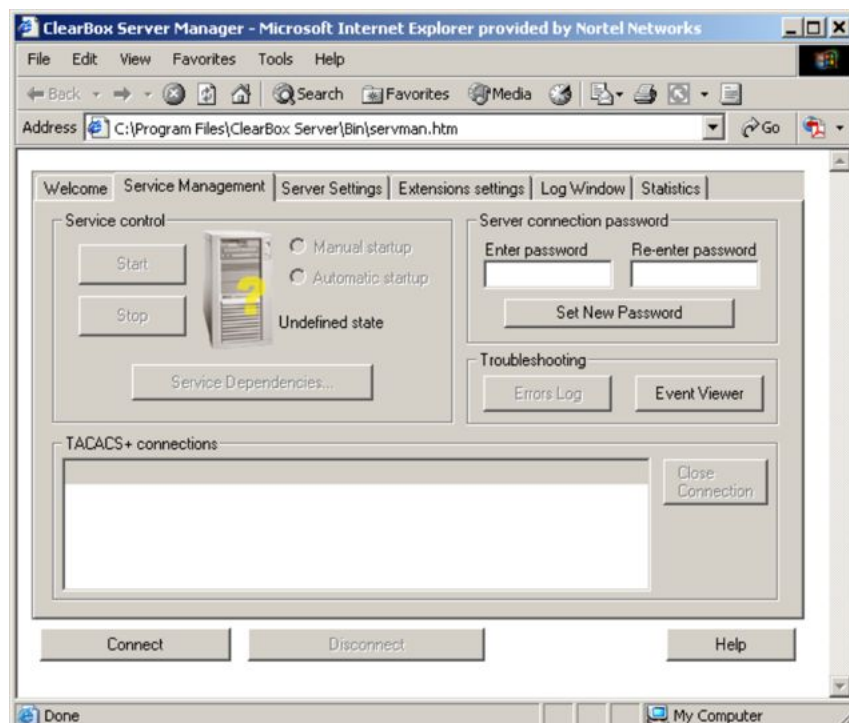 ClearBox Server Manager - Microsoft Internet Explorer provided by Nortel Networks
File Edit View Favorites Tools Help
Back Search Favorites Media
Address C:\Program Files\ClearBox Server\Bin\servman.htm Go
Welcome Service Management Server Settings Extensions settings Log Window Statistics
Service control
Start
Stop
Manual startup
Automatic startup
?
Undefined state
Service Dependencies...
Server connection password
Enter password Re-enter password
Set New Password
Troubleshooting
Errors Log Event Viewer
TACACS+ connections
Close
Connection
Connect Disconnect Help
Done My Computer